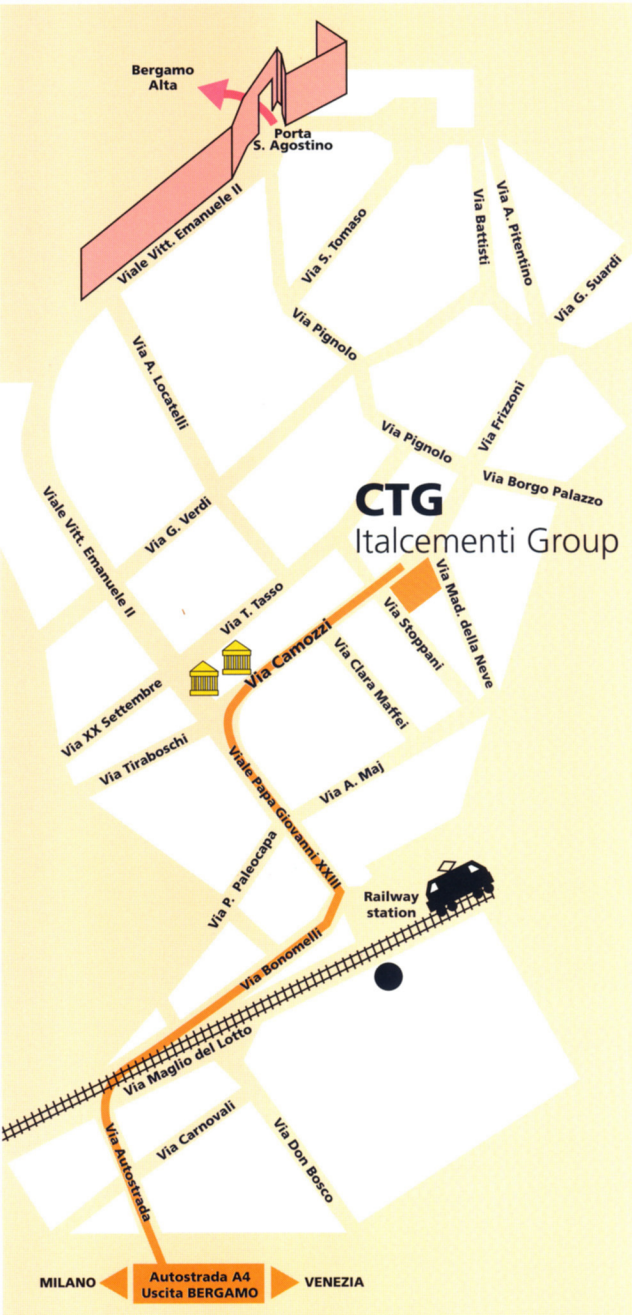 Bergamo
Alta
Porta
S. Agostino
Viale Vitt. Emanuele II
Via S. Tomaso
Via Battisti
Via A. Pitentino
Via G. Suardi
Via Pignolo
Via A. Locatelli
Via Frizzoni
Via Pignolo
Via Borgo Palazzo
CTG
Italcementi Group
Viale Vitt. Emanuele II
Via G. Verdi
Via T. Tasso
Via Camozzi
Via Stoppani
Via Mad. della Neve
Via Clara Maffei
Via XX Settembre
Via Tiraboschi
Viale Papa Giovanni XXIII
Via A. Maj
Via P. Paleocapa
Railway
station
Via Bonomelli
Via Maglio del Lotto
Via Carnovali
Via Autostrada
Via Don Bosco
MILANO
Autostrada A4
Uscita BERGAMO
VENEZIA